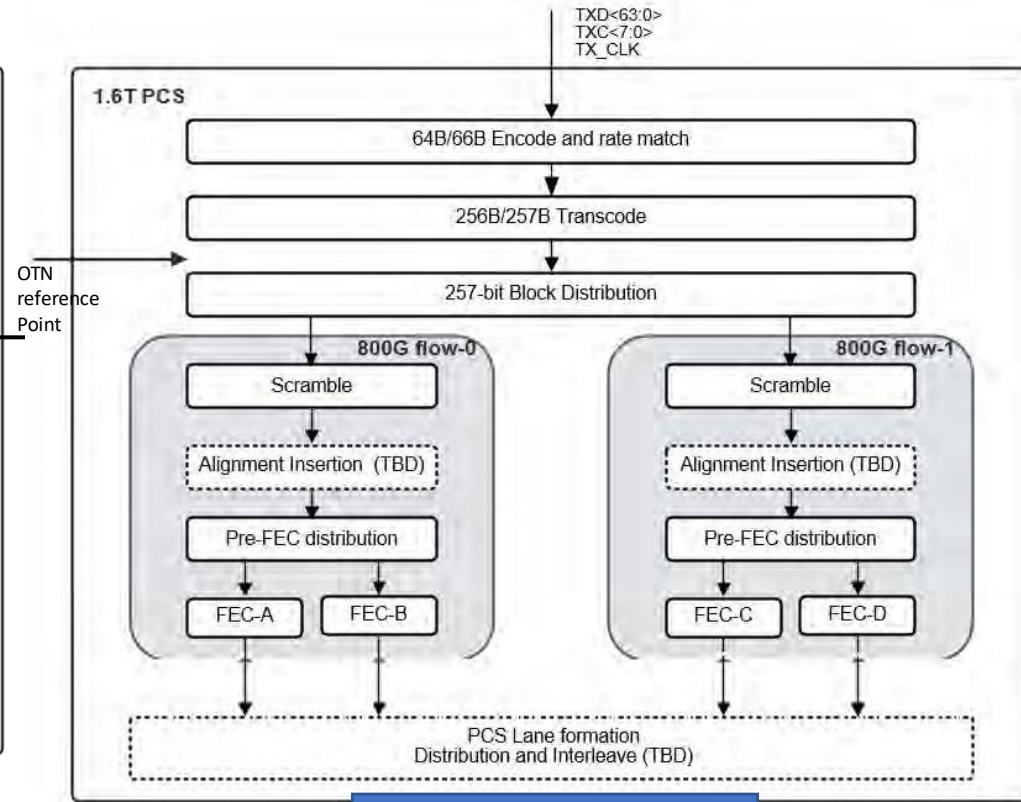 TXD<63:0>
TXC<7:0>
TX_CLK
1.6T PCS
64B/66B Encode and rate match
256B/257B Transcode
OTN
reference
Point
257-bit Block Distribution
800G flow-0
Scramble
Alignment Insertion (TBD)
Pre-FEC distribution
FEC-A
FEC-B
800G flow-1
Scramble
Alignment Insertion (TBD)
Pre-FEC distribution
FEC-C
FEC-D
PCS Lane formation
Distribution and Interleave (TBD)